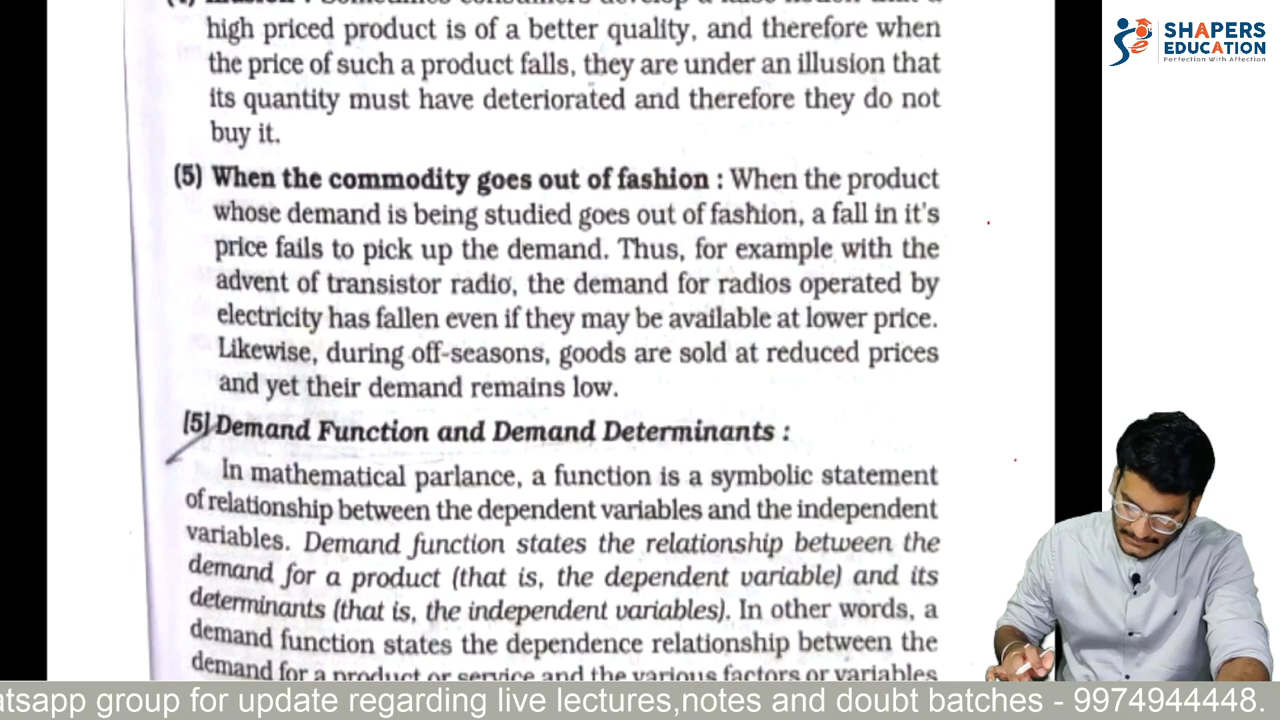 high priced product is of a better quality, and therefore when
the price of such a product falls, they are under an illusion that
its quantity must have deteriorated and therefore they do not
buy it.
(5) When the commodity goes out of fashion : When the product
whose demand is being studied goes out of fashion, a fall in it's
price fails to pick up the demand. Thus, for example with the
advent of transistor radio, the demand for radios operated by
electricity has fallen even if they may be available at lower price.
Likewise, during off-seasons, goods are sold at reduced prices
and yet their demand remains low.
[5] Demand Function and Demand Determinants :
In mathematical parlance, a function is a symbolic statement
of relationship between the dependent variables and the independent
variables. Demand function states the relationship between the
demand for a product (that is, the dependent variable) and its
determinants (that is, the independent variables). In other words, a
demand function states the dependence relationship between the
demand for a product or service and the various factors or variables
SHAPERS
EDUCATION
Perfection With Affection
atsapp group for update regarding live lectures,notes and doubt batches - 9974944448.